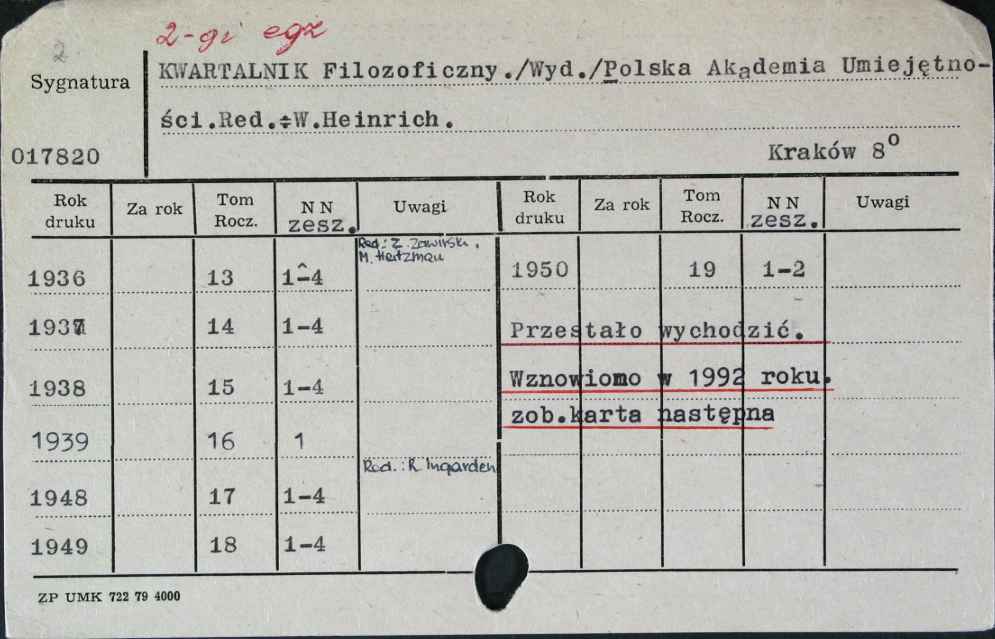 2-gi egz
2
Sygnatura
KWARTALNIK Filozoficzny./Wyd./Polska Akademia Umiejętno-
ści.Red.:W.Heinrich.
017820
Kraków 8°
Rok druku Za rok Tom Rocz. NN zesz. Uwagi Rok druku Za rok Tom Rocz. NN zesz. Uwagi
Red.: Z. Zawirski,
M. Heitzman
1936 13 1-4 1950 19 1-2
1937 14 1-4 Przestało wychodzić.
1938 15 1-4 Wznowiomo w 1992 roku.
zob.karta następna
1939 16 1
Red.: R. Ingarden
1948 17 1-4
1949 18 1-4
ZP UMK 722 79 4000